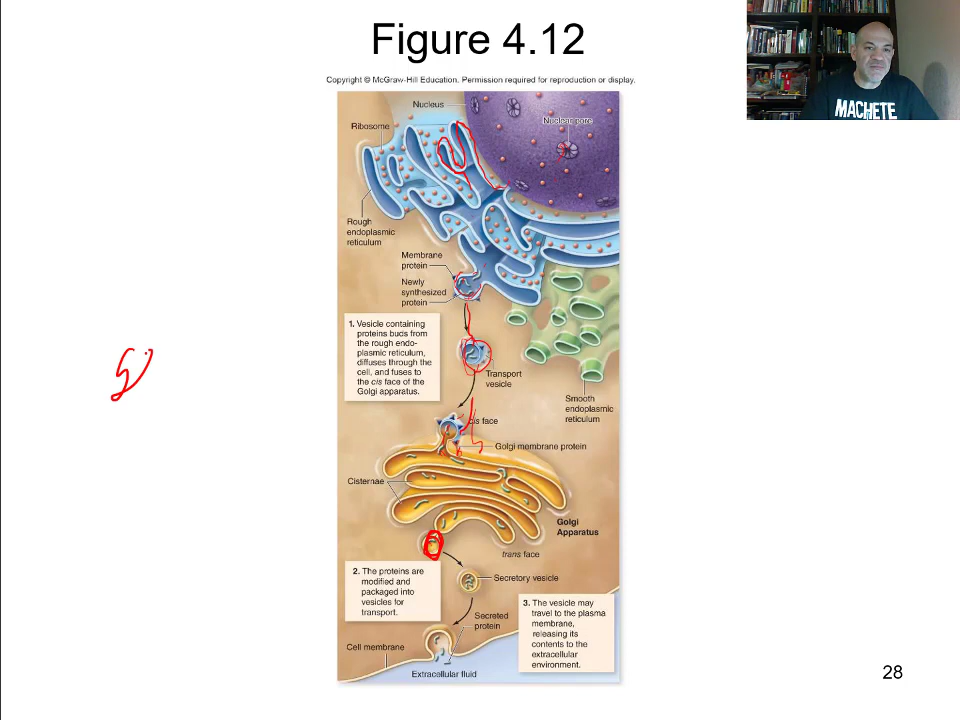 Figure 4.12
Copyright © McGraw-Hill Education. Permission required for reproduction or display.
Nucleus
Nuclear pore
Ribosome
Rough
endoplasmic
reticulum
Membrane
protein
Newly
synthesized
protein
1. Vesicle containing
proteins buds from
the rough endo-
plasmic reticulum,
diffuses through the
cell, and fuses to
the cis face of the
Golgi apparatus.
Transport
vesicle
Smooth
endoplasmic
reticulum
cis face
Golgi membrane protein
Cisternae
Golgi
Apparatus
trans face
2. The proteins are
modified and
packaged into
vesicles for
transport.
Secretory vesicle
Secreted
protein
3. The vesicle may
travel to the plasma
membrane,
releasing its
contents to the
extracellular
environment.
Cell membrane
Extracellular fluid
28
MACHETE